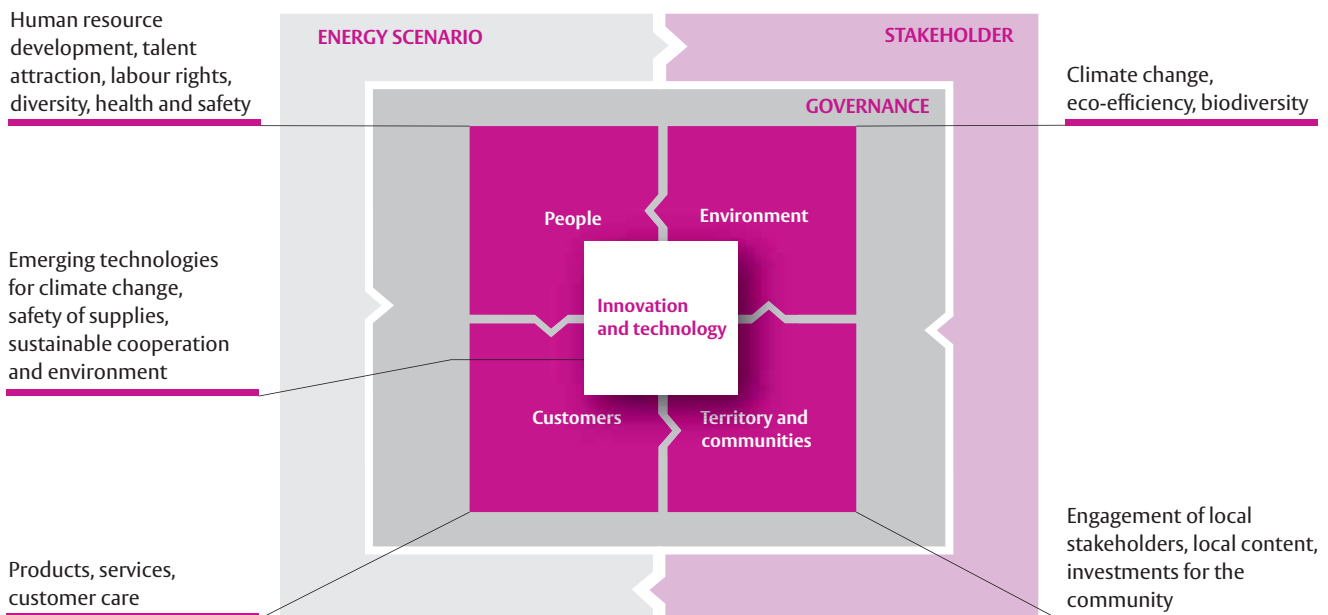 Human resource
development, talent
attraction, labour rights,
diversity, health and safety
ENERGY SCENARIO
STAKEHOLDER
Climate change,
eco-efficiency, biodiversity
GOVERNANCE
People
Environment
Emerging technologies
for climate change,
safety of supplies,
sustainable cooperation
and environment
Innovation
and technology
Customers
Territory and
communities
Products, services,
customer care
Engagement of local
stakeholders, local content,
investments for the
community